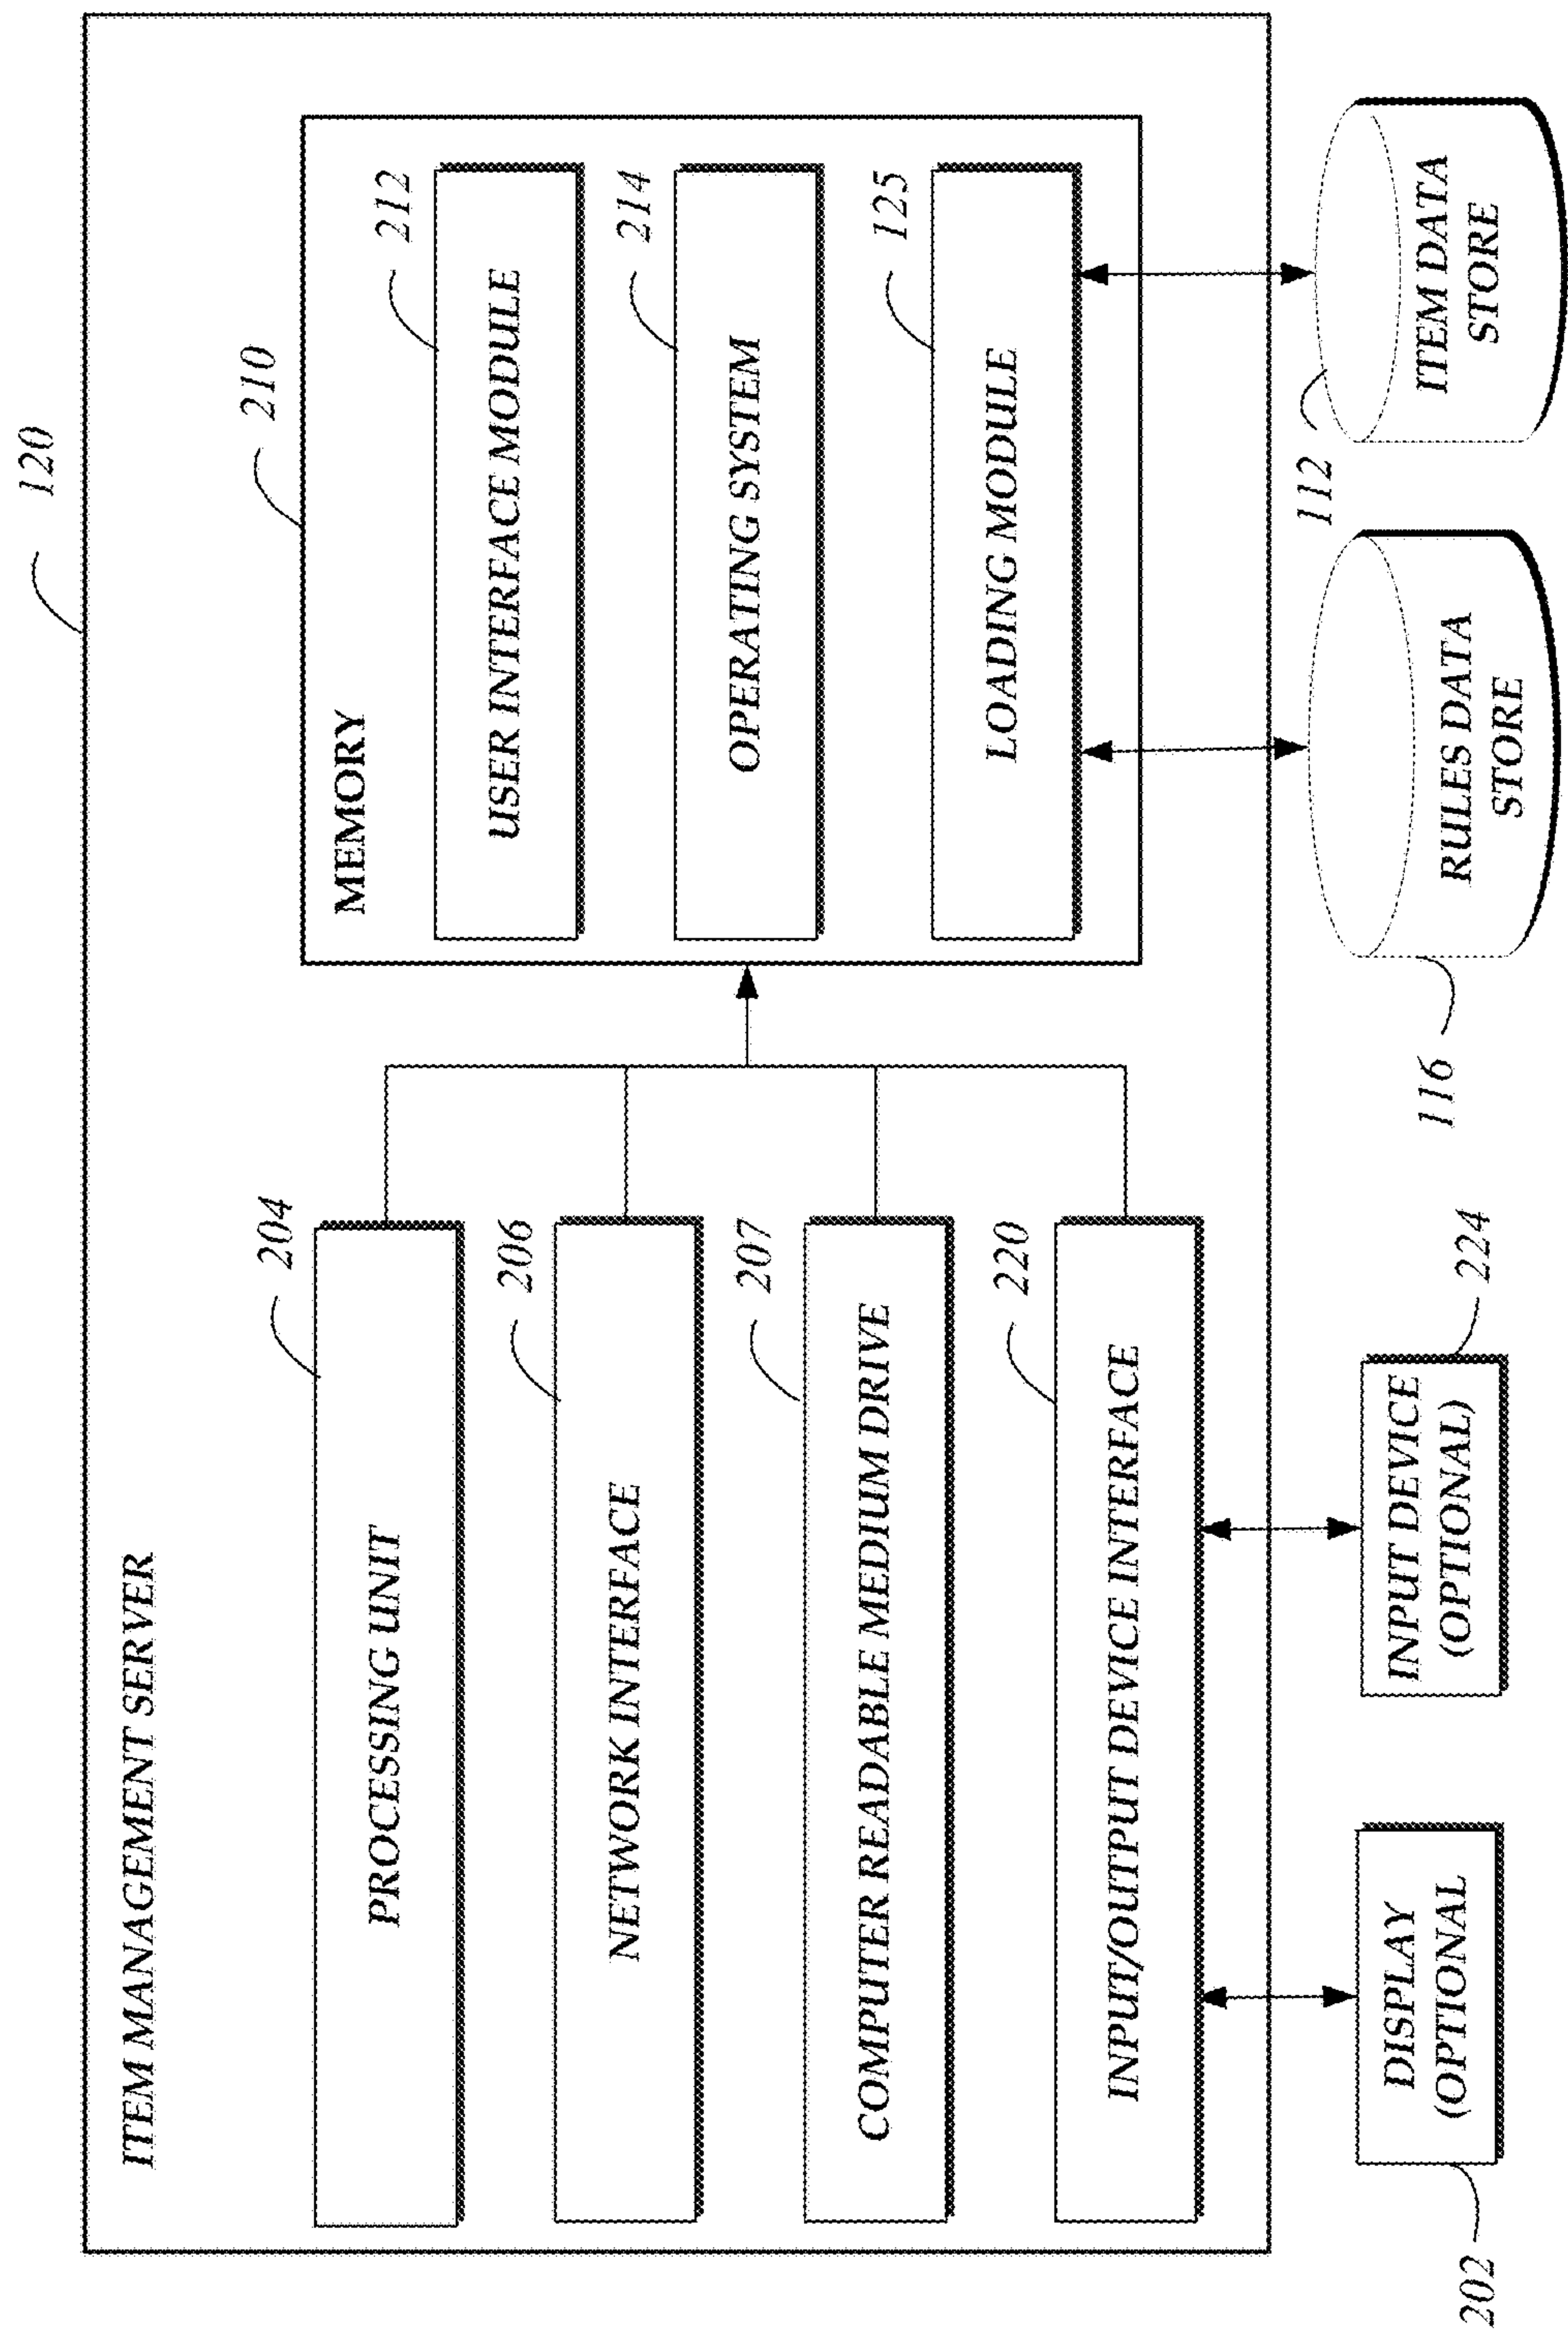 120
ITEM MANAGEMENT SERVER
204
PROCESSING UNIT
206
NETWORK INTERFACE
207
COMPUTER READABLE MEDIUM DRIVE
220
INPUT/OUTPUT DEVICE INTERFACE
210
MEMORY
212
USER INTERFACE MODULE
214
OPERATING SYSTEM
125
LOADING MODULE
202
DISPLAY
(OPTIONAL
INPUT DEVICE
(OPTIONAL)
224
116
RULES DATA
STORE
112
ITEM DATA
STORE